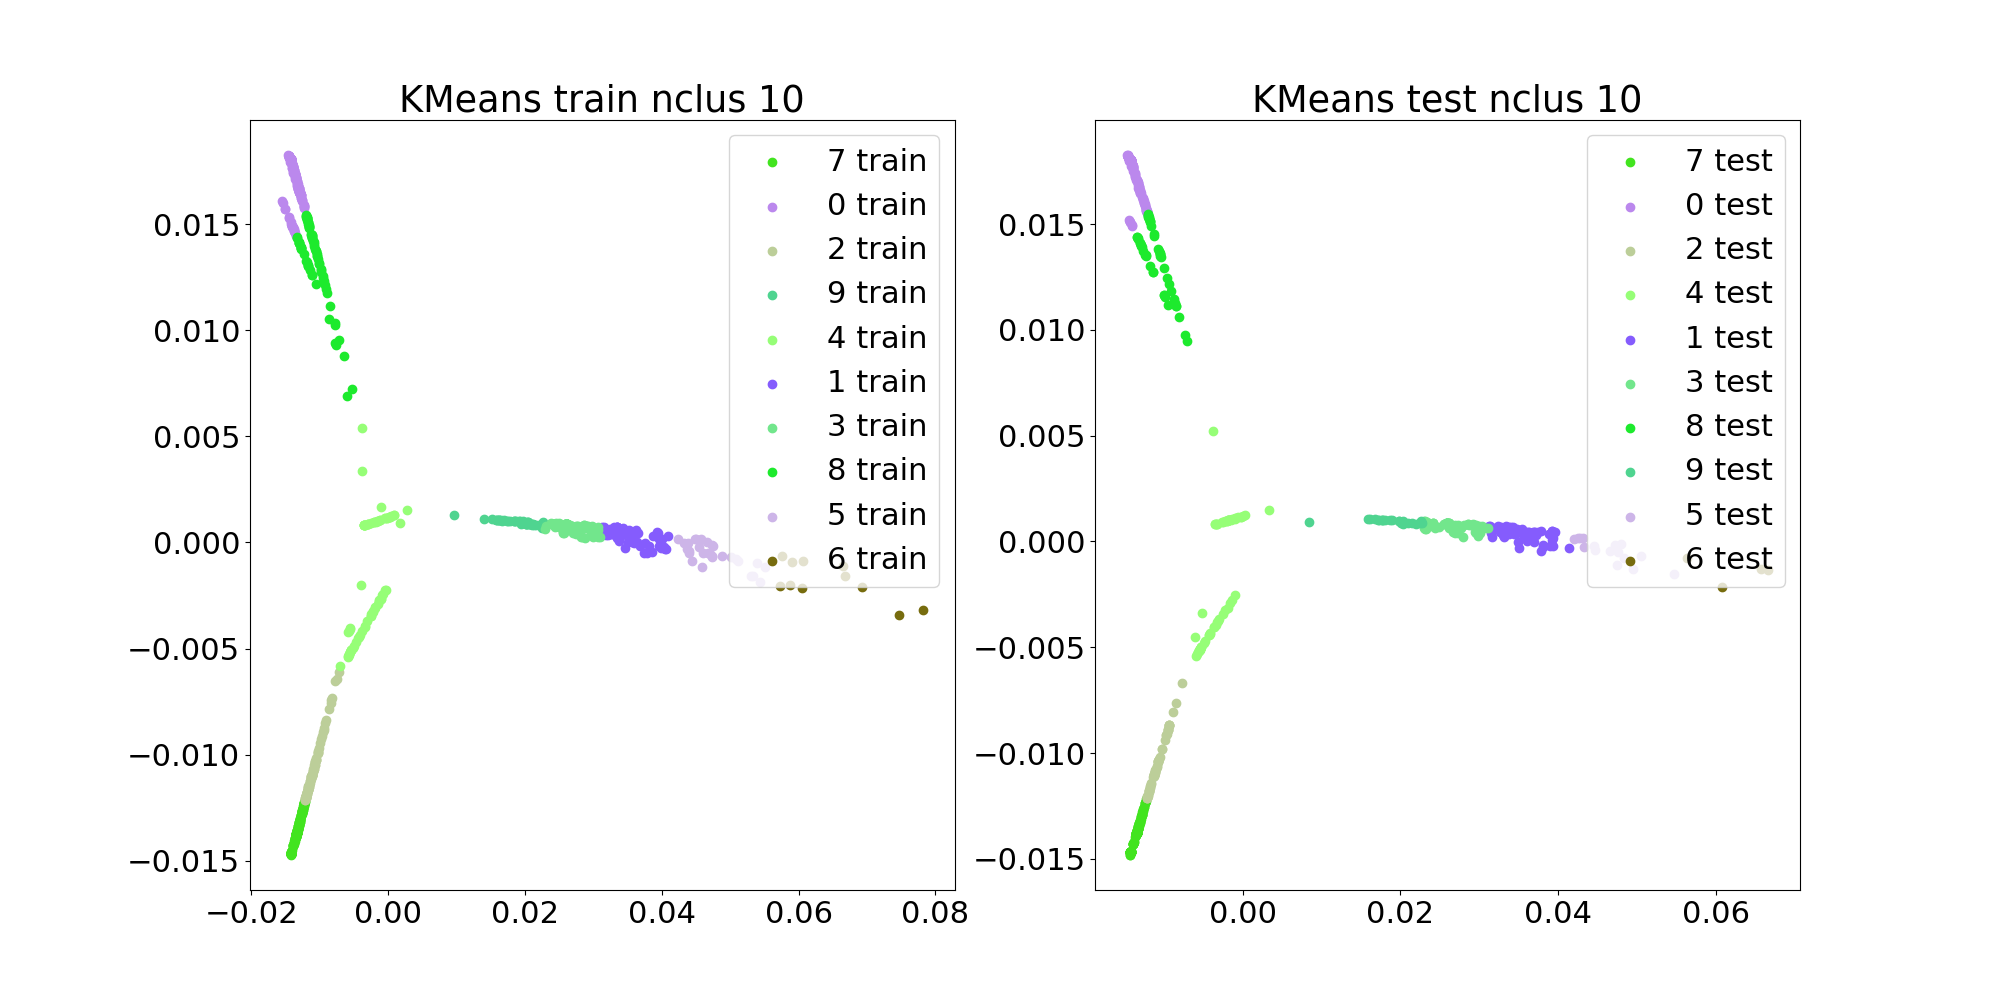 KMeans train nclus 10
0.015
0.010
0.005
0.000
−0.005
−0.010
−0.015
−0.02 0.00 0.02 0.04 0.06 0.08
7 train
0 train
2 train
9 train
4 train
1 train
3 train
8 train
5 train
6 train
KMeans test nclus 10
0.015
0.010
0.005
0.000
−0.005
−0.010
−0.015
0.00 0.02 0.04 0.06
7 test
0 test
2 test
4 test
1 test
3 test
8 test
9 test
5 test
6 test